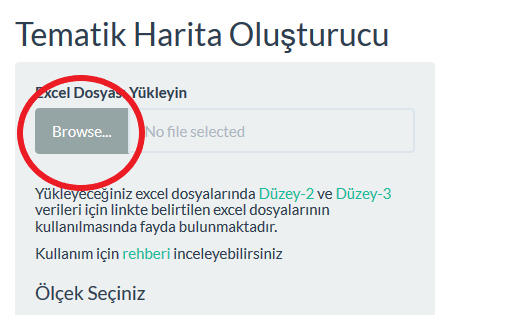 Tematik Harita Oluşturucu
Excel Dosyası Yükleyin
Browse...
No file selected
Yükleyeceğiniz excel dosyalarında Düzey-2 ve Düzey-3
verileri için linkte belirtilen excel dosyalarının
kullanılmasında fayda bulunmaktadır.
Kullanım için rehberi inceleyebilirsiniz
Ölçek Seçiniz